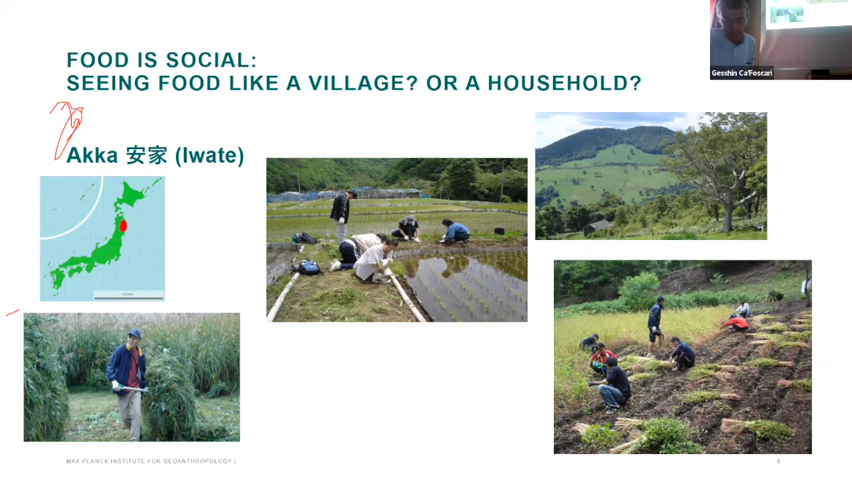 Gesshin Ca'Foscari
FOOD IS SOCIAL:
SEEING FOOD LIKE A VILLAGE? OR A HOUSEHOLD?
Akka 安家 (Iwate)
MAX PLANCK INSTITUTE FOR GEOANTHROPOLOGY |